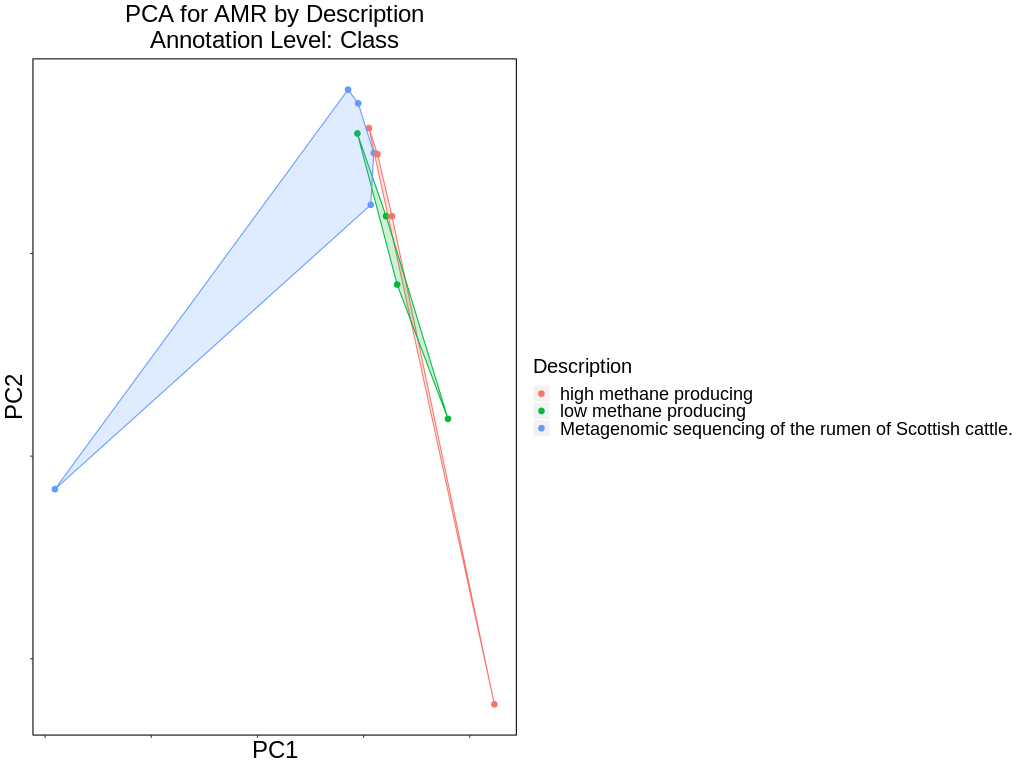 PCA for AMR by Description
Annotation Level: Class
PC2
PC1
Description
high methane producing
low methane producing
Metagenomic sequencing of the rumen of Scottish cattle.